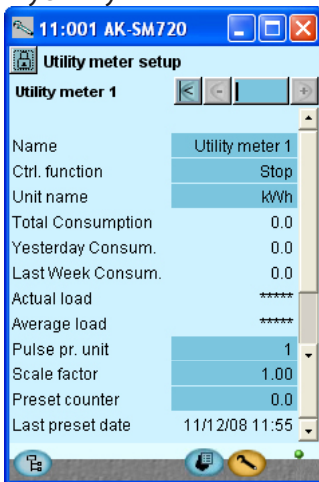 11:001 AK-SM720
Utility meter setup
Utility meter 1
Name Utility meter 1
Ctrl. function Stop
Unit name kWh
Total Consumption 0.0
Yesterday Consum. 0.0
Last Week Consum. 0.0
Actual load *****
Average load *****
Pulse pr. unit 1
Scale factor 1.00
Preset counter 0.0
Last preset date 11/12/08 11:55